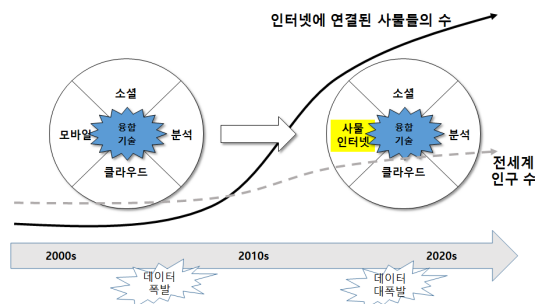 인터넷에 연결된 사물들의 수
소셜
모바일
융합
기술
분석
클라우드
소셜
사물
인터넷
융합
기술
분석
클라우드
전세계
인구 수
2000s
2010s
2020s
데이터
폭발
데이터
대폭발